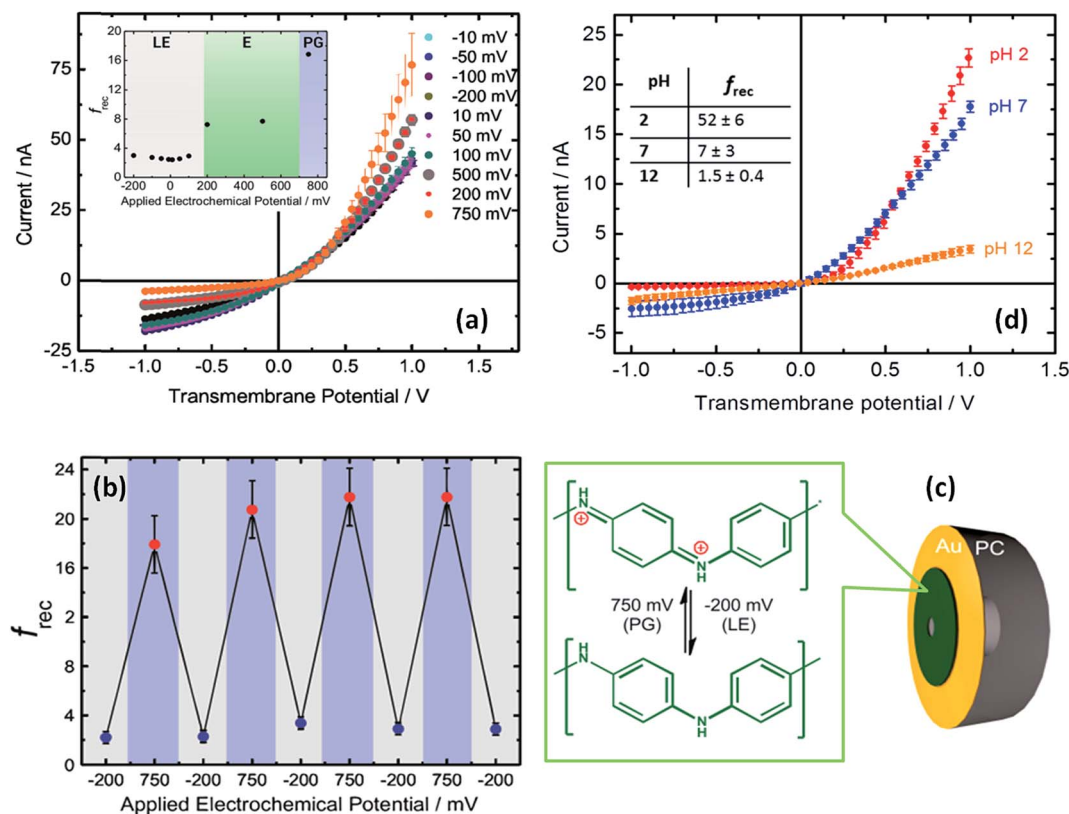 LE E PG
20
16
12
8
4
0
f rec
-200 0 200 400 600 800
Applied Electrochemical Potential / mV
-10 mV
-50 mV
-100 mV
-200 mV
10 mV
50 mV
100 mV
500 mV
200 mV
750 mV
75
50
25
0
-25
Current / nA
(a)
-1.0 -0.5 0.0 0.5 1.0 1.5
Transmembrane Potential / V
25
20
15
10
5
0
-5
Current / nA
pH f rec
2 52 ± 6
7 7 ± 3
12 1.5 ± 0.4
pH 2
pH 7
pH 12
(d)
-1.0 -0.5 0.0 0.5 1.0 1.5
Transmembrane potential / V
(b)
24
20
16
2
8
4
0
f rec
-200 750 -200 750 -200 750 -200 750 -200
Applied Electrochemical Potential / mV
H
N
+
+
N
H
750 mV
(PG)
-200 mV
(LE)
H
N
N
H
(c)
Au PC